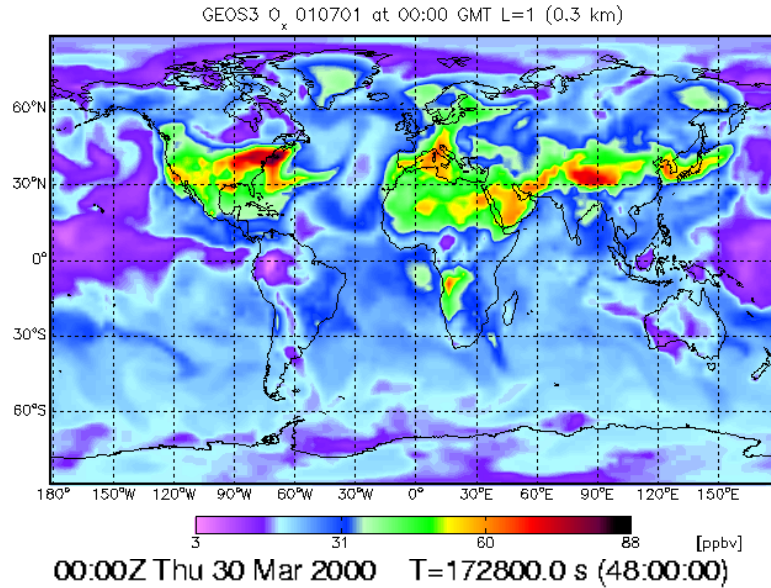 GEOS3 Oₓ 010701 at 00:00 GMT L=1 (0.3 km)
60°N
30°N
0°
30°S
60°S
180°W 150°W 120°W 90°W 60°W 30°W 0° 30°E 60°E 90°E 120°E 150°E
3 31 60 88 [ppbv]
00:00Z Thu 30 Mar 2000 T=172800.0 s (48:00:00)